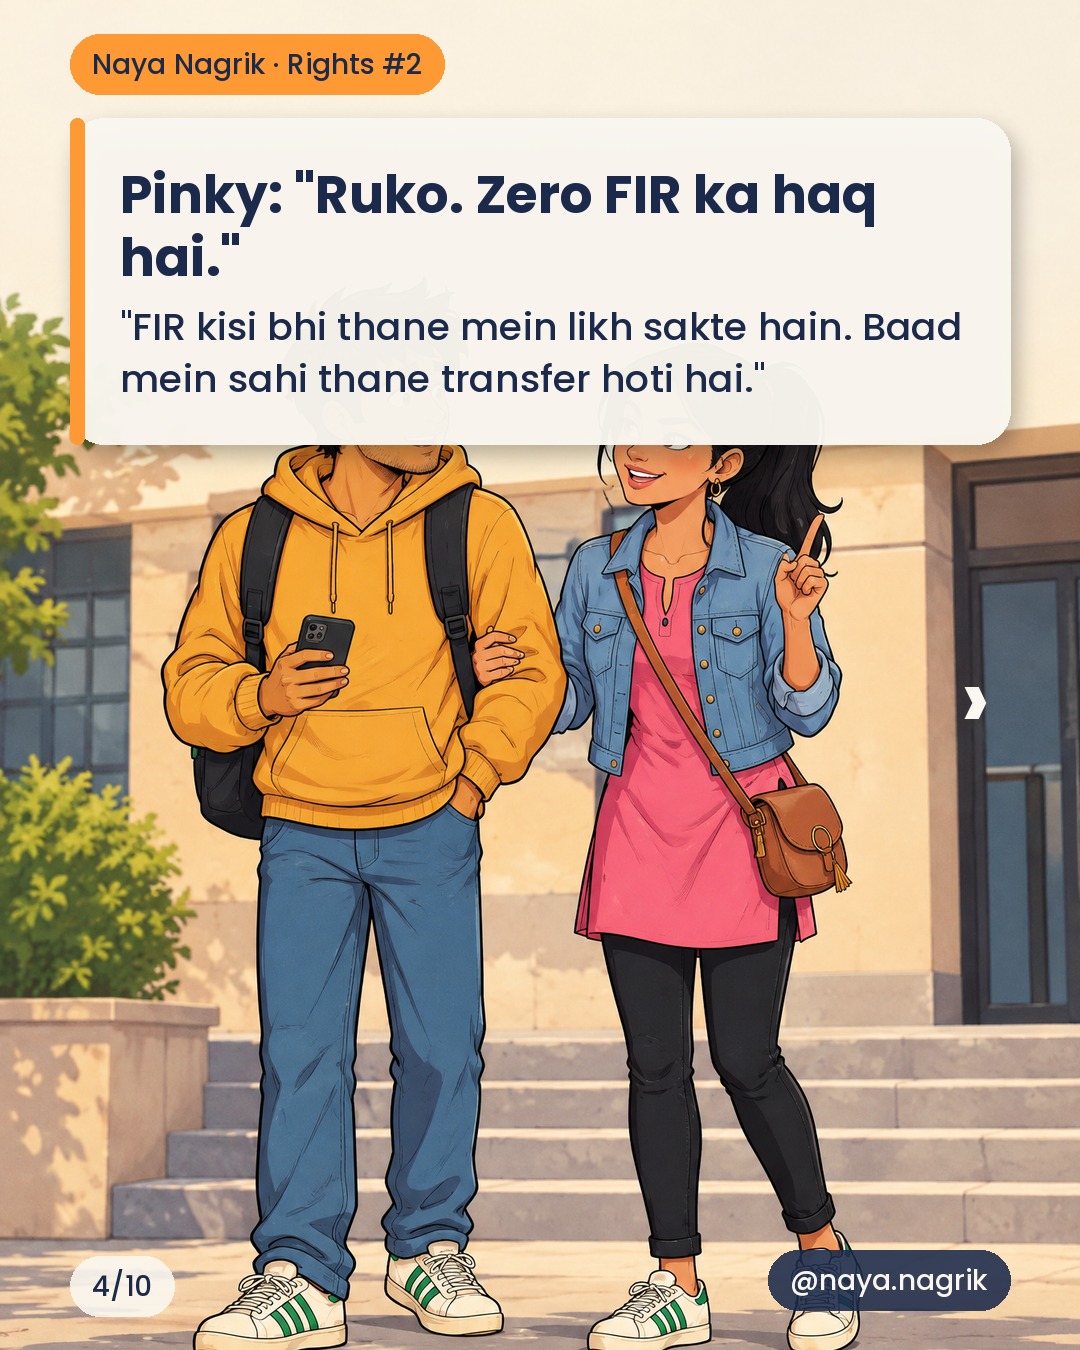 Naya Nagrik · Rights #2
Pinky: "Ruko. Zero FIR ka haq
hai."
"FIR kisi bhi thane mein likh sakte hain. Baad
mein sahi thane transfer hoti hai."
4/10
@naya.nagrik